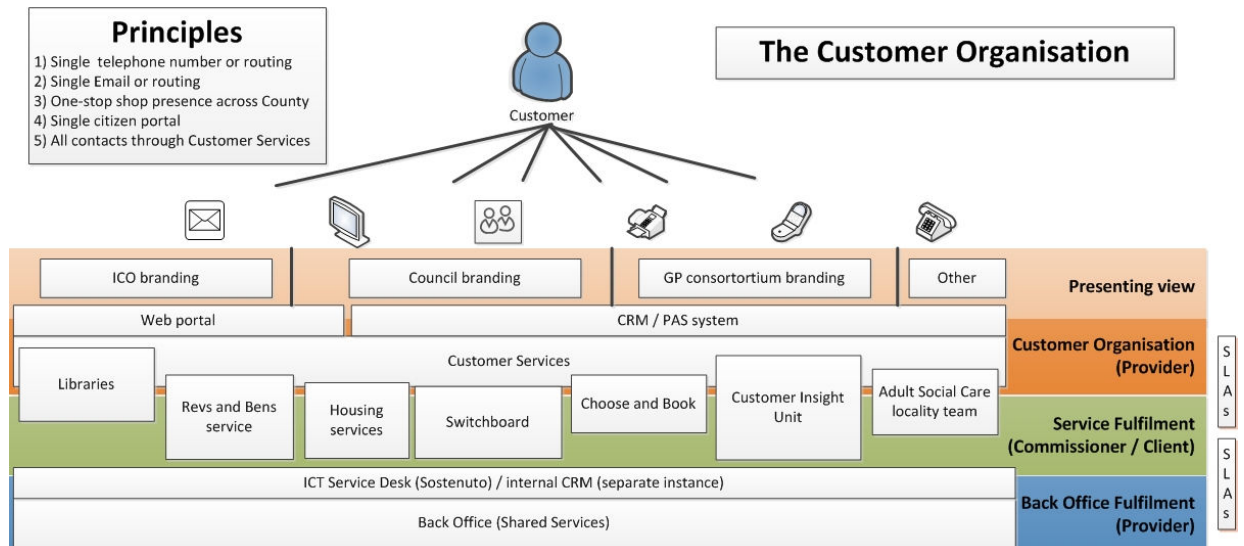 Principles
1) Single telephone number or routing
2) Single Email or routing
3) One-stop shop presence across County
4) Single citizen portal
5) All contacts through Customer Services
The Customer Organisation
Customer
ICO branding
Council branding
GP consortortium branding
Other
Presenting view
Web portal
CRM / PAS system
Customer Services
Customer Organisation
(Provider)
Libraries
Revs and Bens
service
Housing
services
Switchboard
Choose and Book
Customer Insight
Unit
Adult Social Care
locality team
Service Fulfilment
(Commissioner / Client)
S
L
A
s
S
L
A
s
ICT Service Desk (Sostenuto) / internal CRM (separate instance)
Back Office (Shared Services)
Back Office Fulfilment
(Provider)